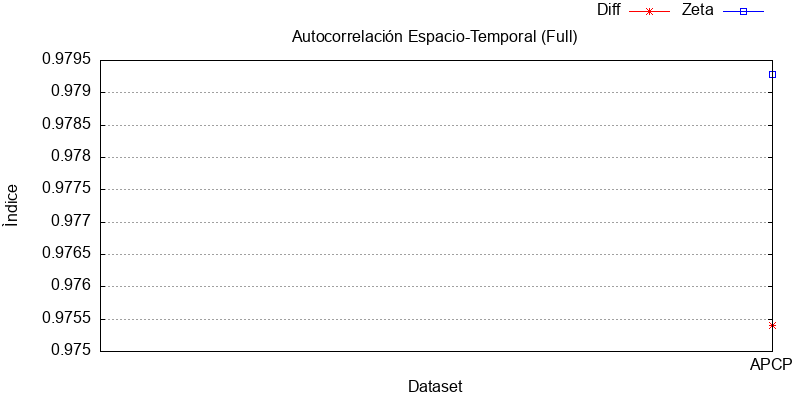 Diff Zeta
Autocorrelación Espacio-Temporal (Full)
0.9795
0.979
0.9785
0.978
0.9775
0.977
0.9765
0.976
0.9755
0.975
Ìndice
APCP
Dataset